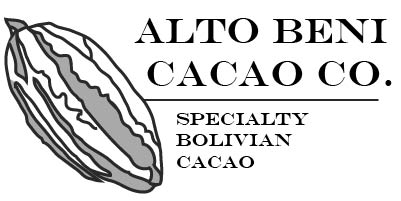 ALTO BENI
CACAO CO.
SPECIALTY
BOLIVIAN
CACAO